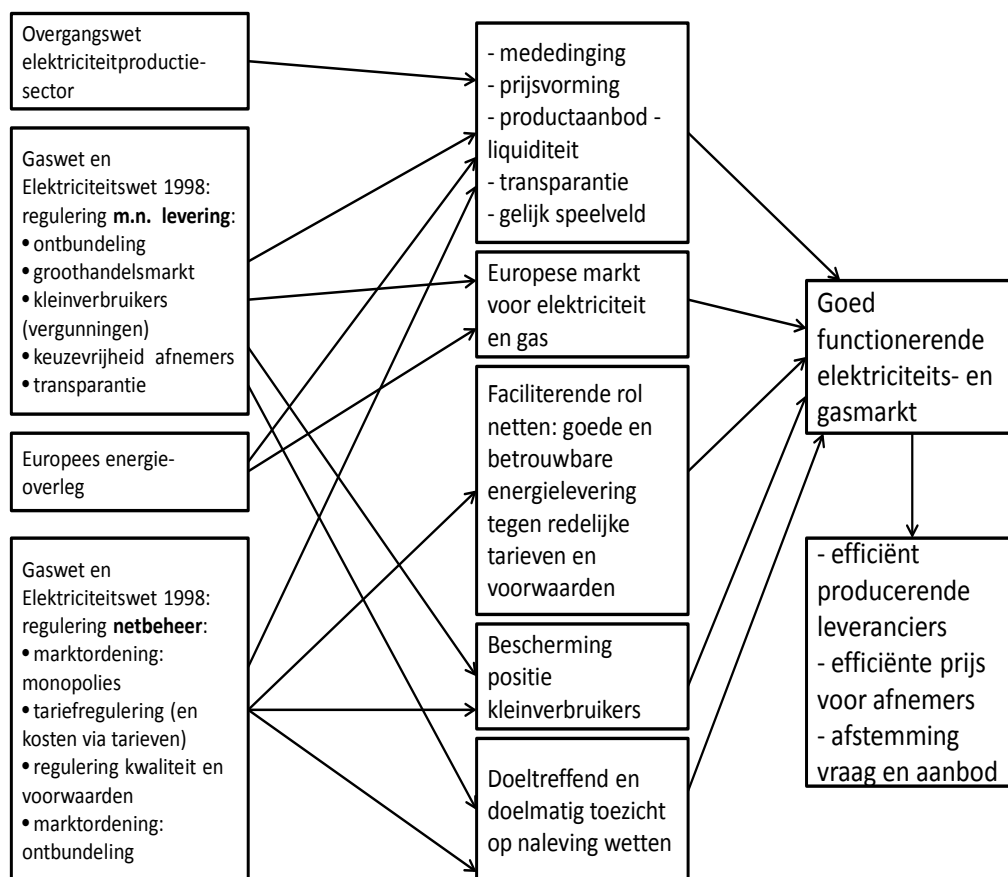 Overgangswet
elektriciteitproductie-
sector
Gaswet en
Elektriciteitswet 1998:
regulering m.n. levering:
• ontbundeling
• groothandelsmarkt
• kleinverbruikers
(vergunningen)
• keuzevrijheid afnemers
• transparantie
Europees energie-
overleg
Gaswet en
Elektriciteitswet 1998:
regulering netbeheer:
• marktordening:
monopolies
• tariefregulering (en
kosten via tarieven)
• regulering kwaliteit en
voorwaarden
• marktordening:
ontbundeling
- mededinging
- prijsvorming
- productaanbod -
liquiditeit
- transparantie
- gelijk speelveld
Europese markt
voor elektriciteit
en gas
Faciliterende rol
netten: goede en
betrouwbare
energielevering
tegen redelijke
tarieven en
voorwaarden
Bescherming
positie
kleinverbruikers
Doeltreffend en
doelmatig toezicht
op naleving wetten
Goed
functionerende
elektriciteits- en
gasmarkt
- efficiënt
producerende
leveranciers
- efficiënte prijs
voor afnemers
- afstemming
vraag en aanbod